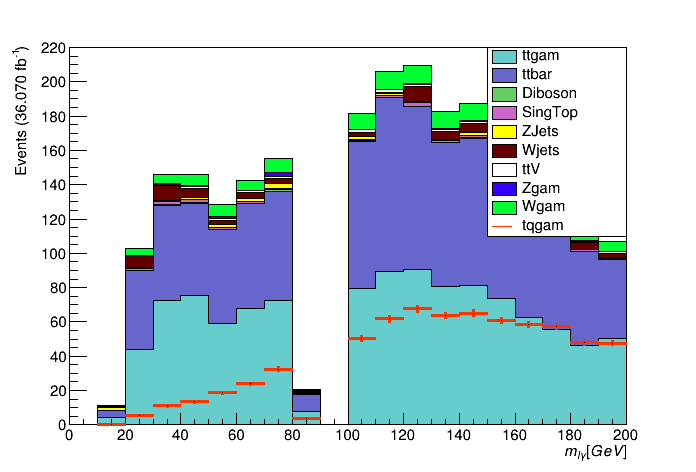 Events (36.070 fb⁻¹)
220
200
180
160
140
120
100
80
60
40
20
0
ttgam
ttbar
Diboson
SingTop
ZJets
Wjets
ttV
Zgam
Wgam
tqgam
0 20 40 60 80 100 120 140 160 180 200
m_lγ[GeV]